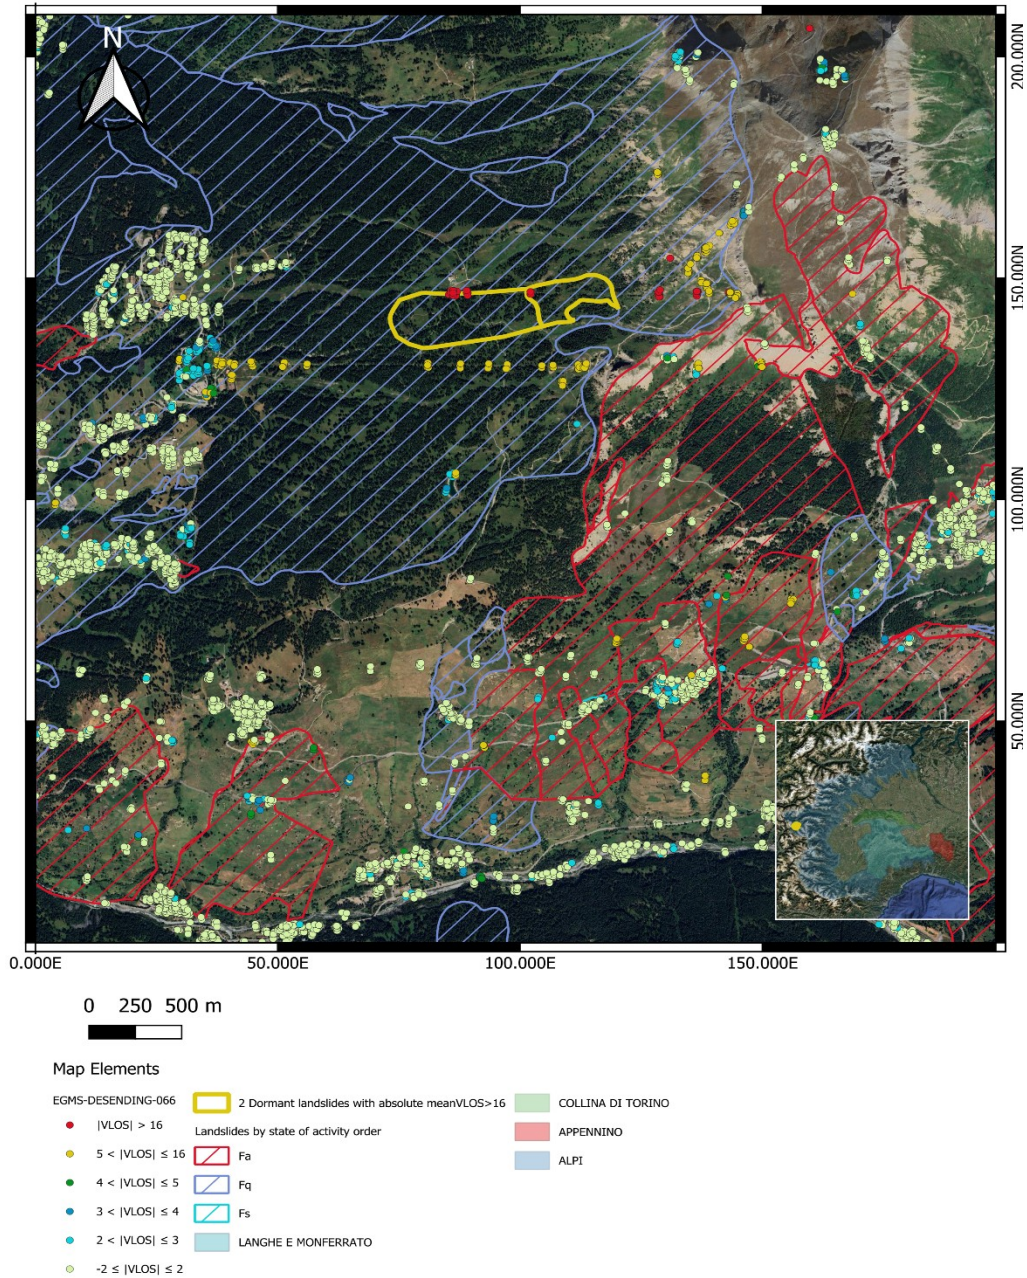 N
200.000N
150.000N
100.000N
50.000N
0.000E
50.000E
100.000E
150.000E
0 250 500 m
Map Elements
EGMS-DESENDING-066
|VLOS| > 16
5 < |VLOS| ≤ 16
4 < |VLOS| ≤ 5
3 < |VLOS| ≤ 4
2 < |VLOS| ≤ 3
-2 ≤ |VLOS| ≤ 2
2 Dormant landslides with absolute meanVLOS>16
Landslides by state of activity order
Fa
Fq
Fs
LANGHE E MONFERRATO
COLLINA DI TORINO
APPENNINO
ALPI